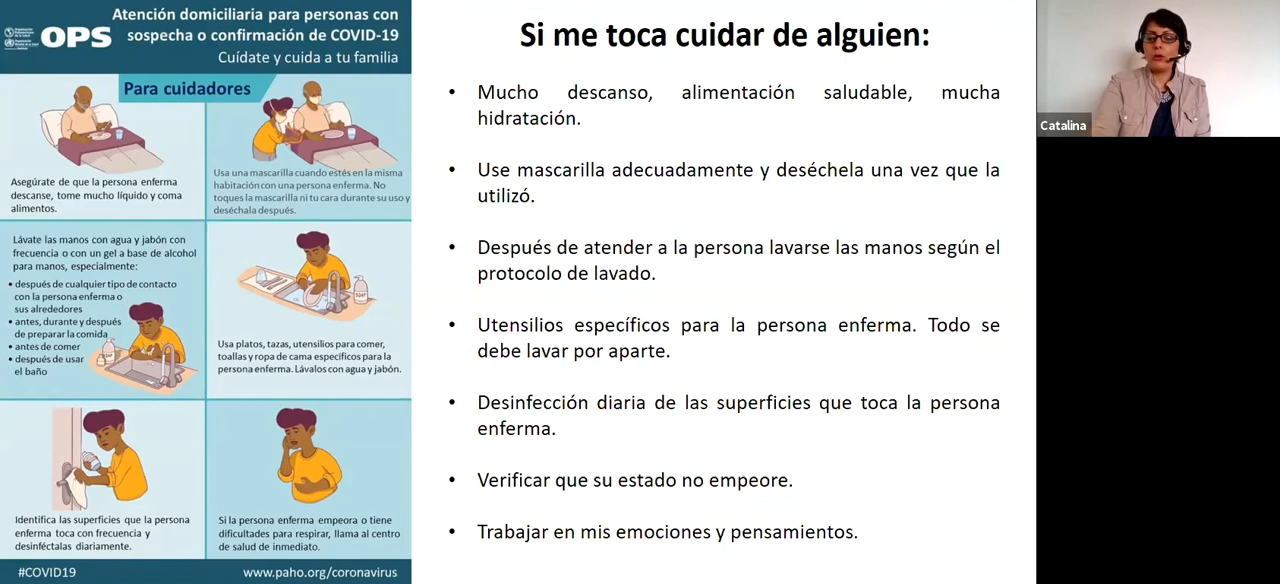 OPS
Atención domiciliaria para personas con
sospecha o confirmación de COVID-19
Cuídate y cuida a tu familia
Para cuidadores
Asegúrate de que la persona enferma
descanse, tome mucho líquido y coma
alimentos.
Usa una mascarilla cuando estés en la misma
habitación con una persona enferma. No
toques la mascarilla ni tu cara durante su uso y
deséchala después.
Lávate las manos con agua y jabón con
frecuencia o con un gel a base de alcohol
para manos, especialmente:
• después de cualquier tipo de contacto
con la persona enferma o
sus alrededores
• antes, durante y después
de preparar la comida
• antes de comer
• después de usar
el baño
SOAP
Usa platos, tazas, utensilios para comer,
toallas y ropa de cama específicos para la
persona enferma. Lávalos con agua y jabón.
Identifica las superficies que la persona
enferma toca con frecuencia y
desinféctalas diariamente.
Si la persona enferma empeora o tiene
dificultades para respirar, llama al centro
de salud de inmediato.
#COVID19
www.paho.org/coronavirus
Si me toca cuidar de alguien:
• Mucho descanso, alimentación saludable, mucha
hidratación.
• Use mascarilla adecuadamente y deséchela una vez que la
utilizó.
• Después de atender a la persona lavarse las manos según el
protocolo de lavado.
• Utensilios específicos para la persona enferma. Todo se
debe lavar por aparte.
• Desinfección diaria de las superficies que toca la persona
enferma.
• Verificar que su estado no empeore.
• Trabajar en mis emociones y pensamientos.
Catalina